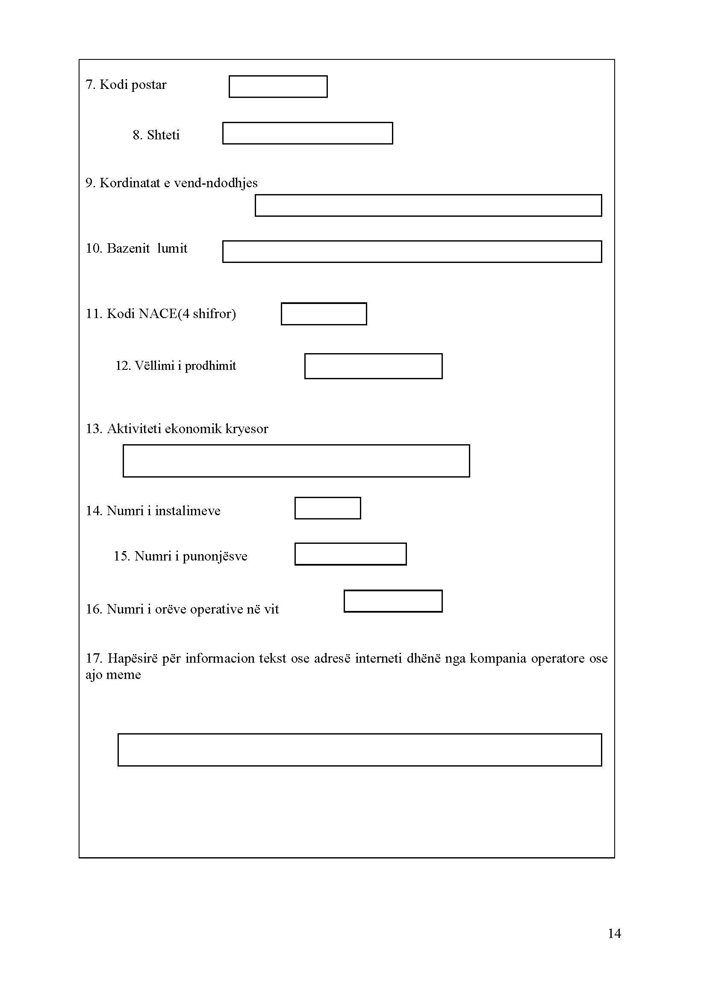 7. Kodi postar
8. Shteti
9. Kordinatat e vend-ndodhjes
10. Bazenit  lumit
11. Kodi NACE(4 shifror)
12. Vëllimi i prodhimit
13. Aktiviteti ekonomik kryesor
14. Numri i instalimeve
15. Numri i punonjësve
16. Numri i orëve operative në vit
17. Hapësirë për informacion tekst ose adresë interneti dhënë nga kompania operatore ose
ajo meme
14